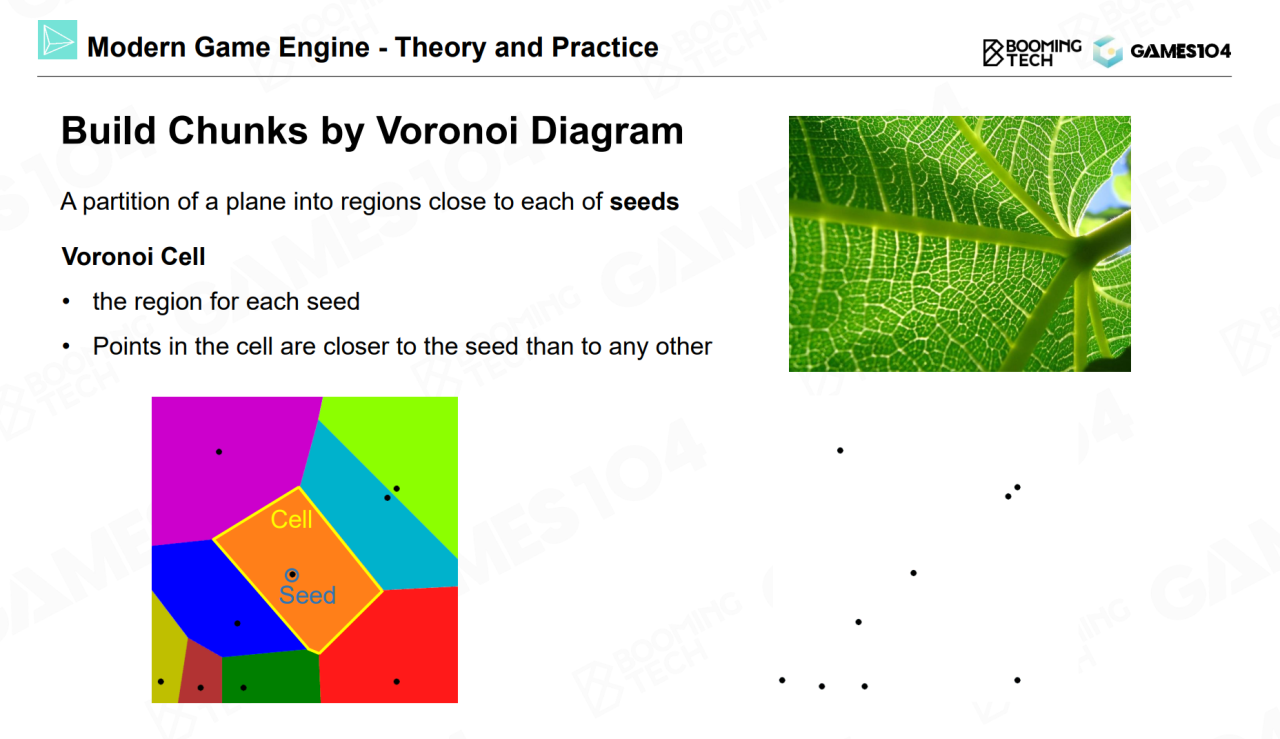 Modern Game Engine - Theory and Practice
BOOMING
TECH
GAMES104
Build Chunks by Voronoi Diagram
A partition of a plane into regions close to each of seeds
Voronoi Cell
• the region for each seed
• Points in the cell are closer to the seed than to any other
Cell
Seed